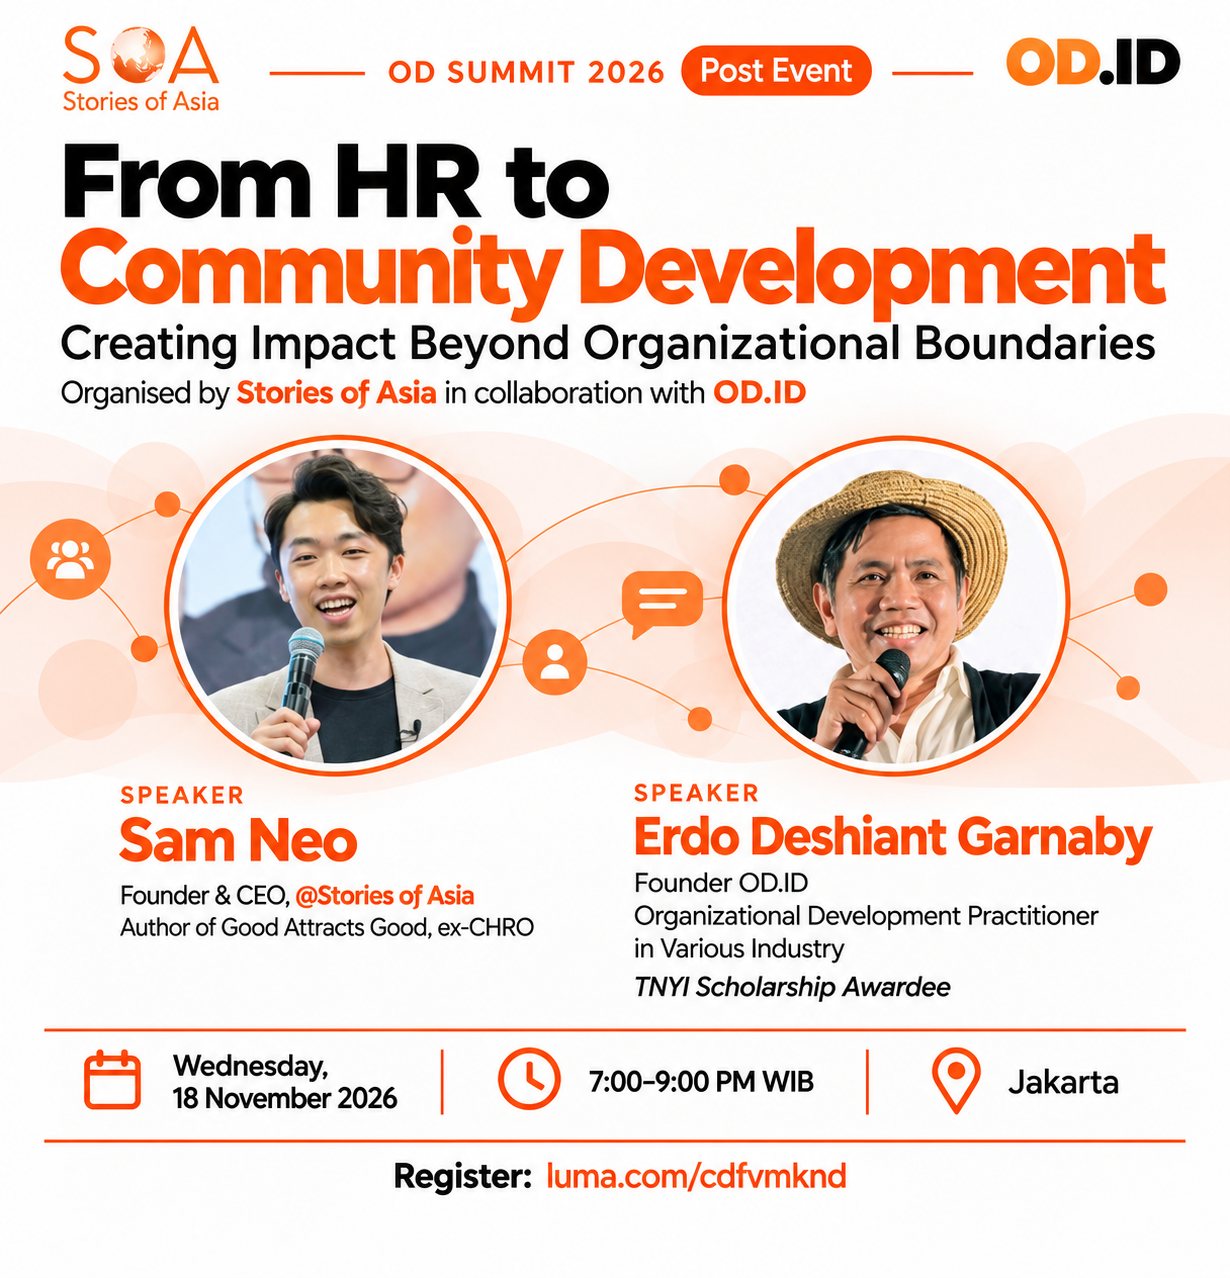 SOA
Stories of Asia
OD SUMMIT 2026 Post Event
OD.ID
From HR to
Community Development
Creating Impact Beyond Organizational Boundaries
Organised by Stories of Asia in collaboration with OD.ID
SPEAKER
Sam Neo
Founder & CEO, @Stories of Asia
Author of Good Attracts Good, ex-CHRO
SPEAKER
Erdo Deshiant Garnaby
Founder OD.ID
Organizational Development Practitioner
in Various Industry
TNYI Scholarship Awardee
Wednesday,
18 November 2026
7:00–9:00 PM WIB
Jakarta
Register: luma.com/cdfvmknd